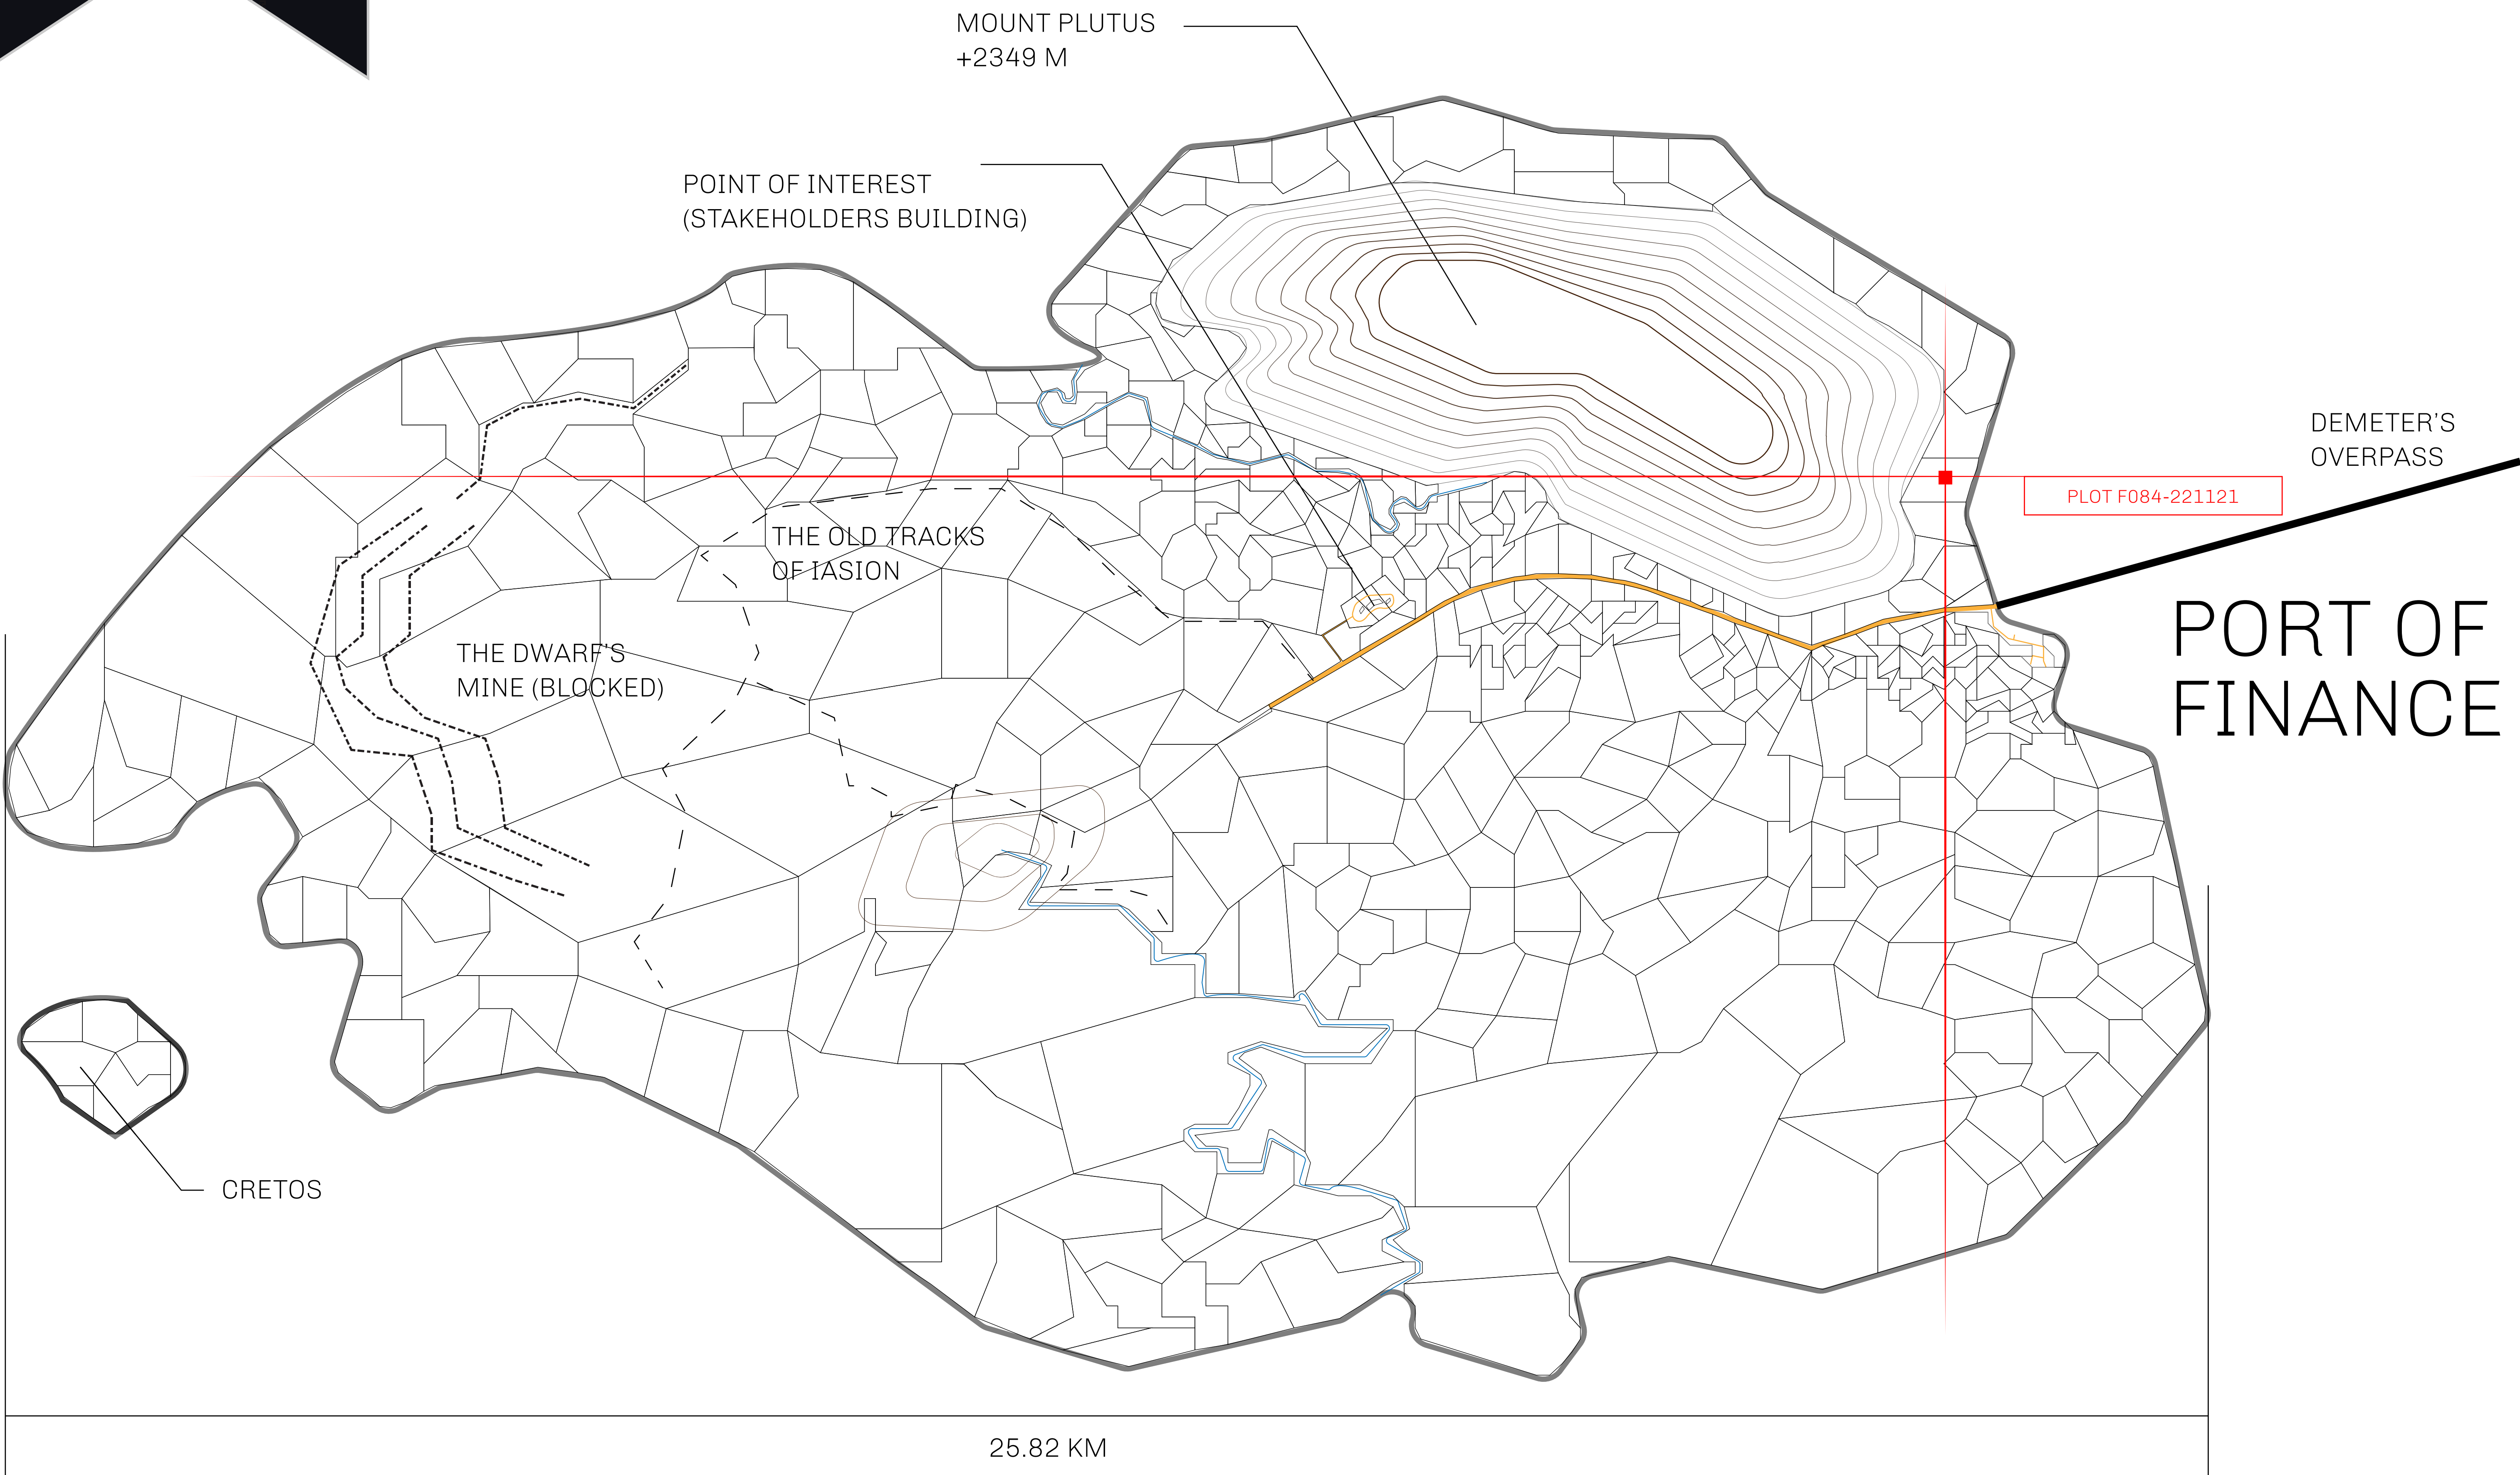 MOUNT PLUTUS
+2349 M
POINT OF INTEREST
(STAKEHOLDERS BUILDING)
DEMETER'S
OVERPASS
PLOT F084-221121
THE OLD TRACKS
OF IASION
PORT OF
FINANCE
THE DWARF'S
MINE (BLOCKED)
CRETOS
25.82 KM